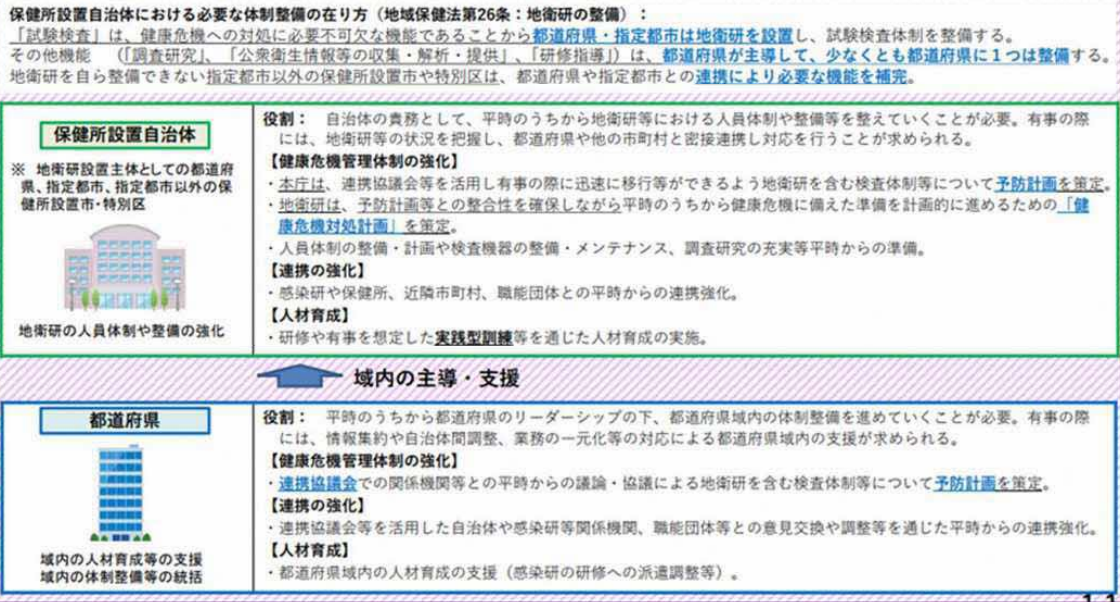 保健所設置自治体における必要な体制整備の在り方（地域保健法第26条：地衛研の整備）：
「試験検査」は、健康危機への対処に必要不可欠な機能であることから都道府県・指定都市は地衛研を設置し、試験検査体制を整備する。
その他機能　（「調査研究」、「公衆衛生情報等の収集・解析・提供」、「研修指導」）は、都道府県が主導して、少なくとも都道府県に１つは整備する。
地衛研を自ら整備できない指定都市以外の保健所設置市や特別区は、都道府県や指定都市との連携により必要な機能を補完。
保健所設置自治体
※ 地衛研設置主体としての都道府
県、指定都市、指定都市以外の保
健所設置市・特別区
地衛研の人員体制や整備の強化
役割：　自治体の責務として、平時のうちから地衛研等における人員体制や整備等を整えていくことが必要。有事の際
には、地衛研等の状況を把握し、都道府県や他の市町村と密接連携し対応を行うことが求められる。
【健康危機管理体制の強化】
・本庁は、連携協議会等を活用し有事の際に迅速に移行等ができるよう地衛研を含む検査体制等について予防計画を策定。
・地衛研は、予防計画等との整合性を確保しながら平時のうちから健康危機に備えた準備を計画的に進めるための「健
康危機対処計画」を策定。
・人員体制の整備・計画や検査機器の整備・メンテナンス、調査研究の充実等平時からの準備。
【連携の強化】
・感染研や保健所、近隣市町村、職能団体との平時からの連携強化。
【人材育成】
・研修や有事を想定した実践型訓練等を通じた人材育成の実施。
域内の主導・支援
都道府県
域内の人材育成等の支援
域内の体制整備等の統括
役割：　平時のうちから都道府県のリーダーシップの下、都道府県域内の体制整備を進めていくことが必要。有事の際
には、情報集約や自治体間調整、業務の一元化等の対応による都道府県域内の支援が求められる。
【健康危機管理体制の強化】
・連携協議会での関係機関等との平時からの議論・協議による地衛研を含む検査体制等について予防計画を策定。
【連携の強化】
・連携協議会等を活用した自治体や感染研等関係機関、職能団体等との意見交換や調整等を通じた平時からの連携強化。
【人材育成】
・都道府県域内の人材育成の支援（感染研の研修への派遣調整等）。